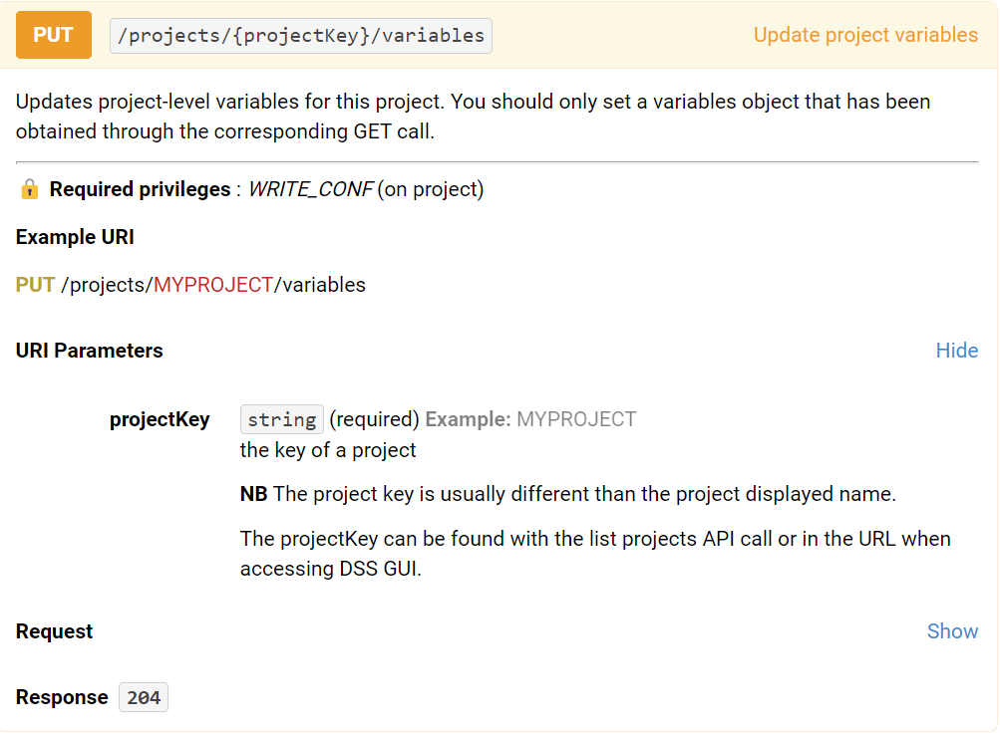 PUT /projects/{projectKey}/variables Update project variables
Updates project-level variables for this project. You should only set a variables object that has been
obtained through the corresponding GET call.
Required privileges : WRITE_CONF (on project)
Example URI
PUT /projects/MYPROJECT/variables
URI Parameters Hide
projectKey string (required) Example: MYPROJECT
the key of a project
NB The project key is usually different than the project displayed name.
The projectKey can be found with the list projects API call or in the URL when
accessing DSS GUI.
Request Show
Response 204